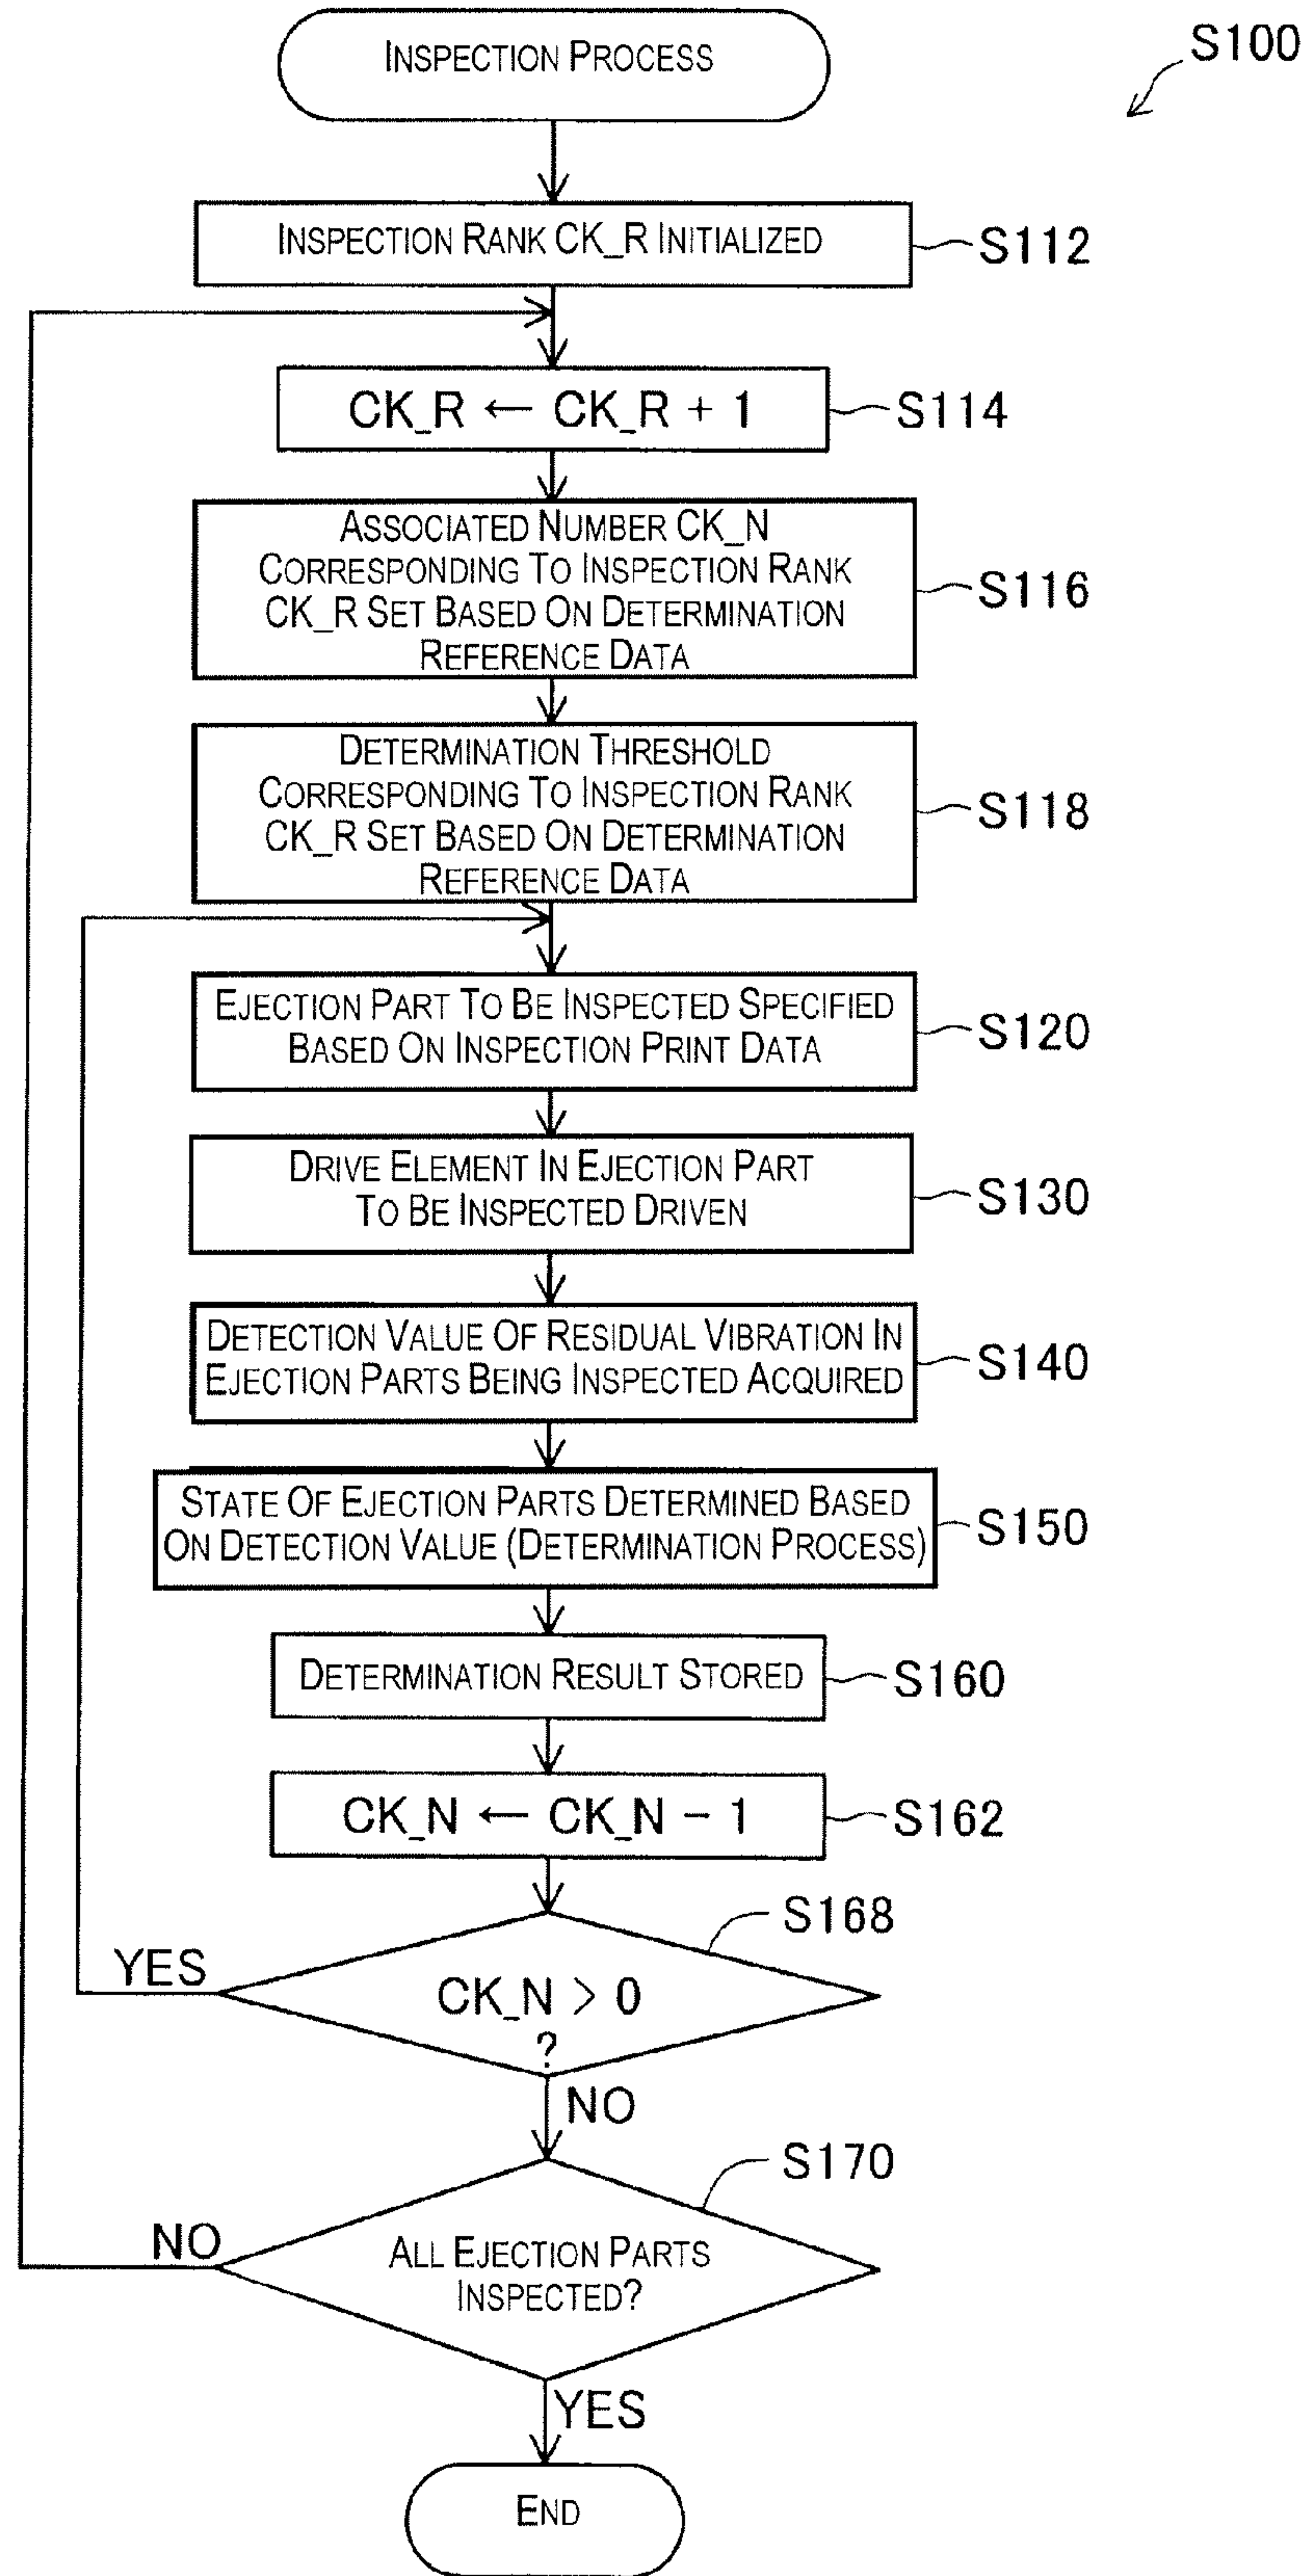 INSPECTION PROCESS
S100
INSPECTION RANK CK_R INITIALIZED
S112
CK_R ← CK_R + 1
S114
ASSOCIATED NUMBER CK_N
CORRESPONDING TO INSPECTION RANK
CK_R SET BASED ON DETERMINATION
REFERENCE DATA
S116
DETERMINATION THRESHOLD
CORRESPONDING TO INSPECTION RANK
CK_R SET BASED ON DETERMINATION
REFERENCE DATA
S118
EJECTION PART TO BE INSPECTED SPECIFIED
BASED ON INSPECTION PRINT DATA
S120
DRIVE ELEMENT IN EJECTION PART
TO BE INSPECTED DRIVEN
S130
DETECTION VALUE OF RESIDUAL VIBRATION IN
EJECTION PARTS BEING INSPECTED ACQUIRED
S140
STATE OF EJECTION PARTS DETERMINED BASED
ON DETECTION VALUE (DETERMINATION PROCESS)
S150
DETERMINATION RESULT STORED
S160
CK_N ← CK_N − 1
S162
S168
YES
CK_N > 0
?
NO
S170
NO
ALL EJECTION PARTS
INSPECTED?
YES
END